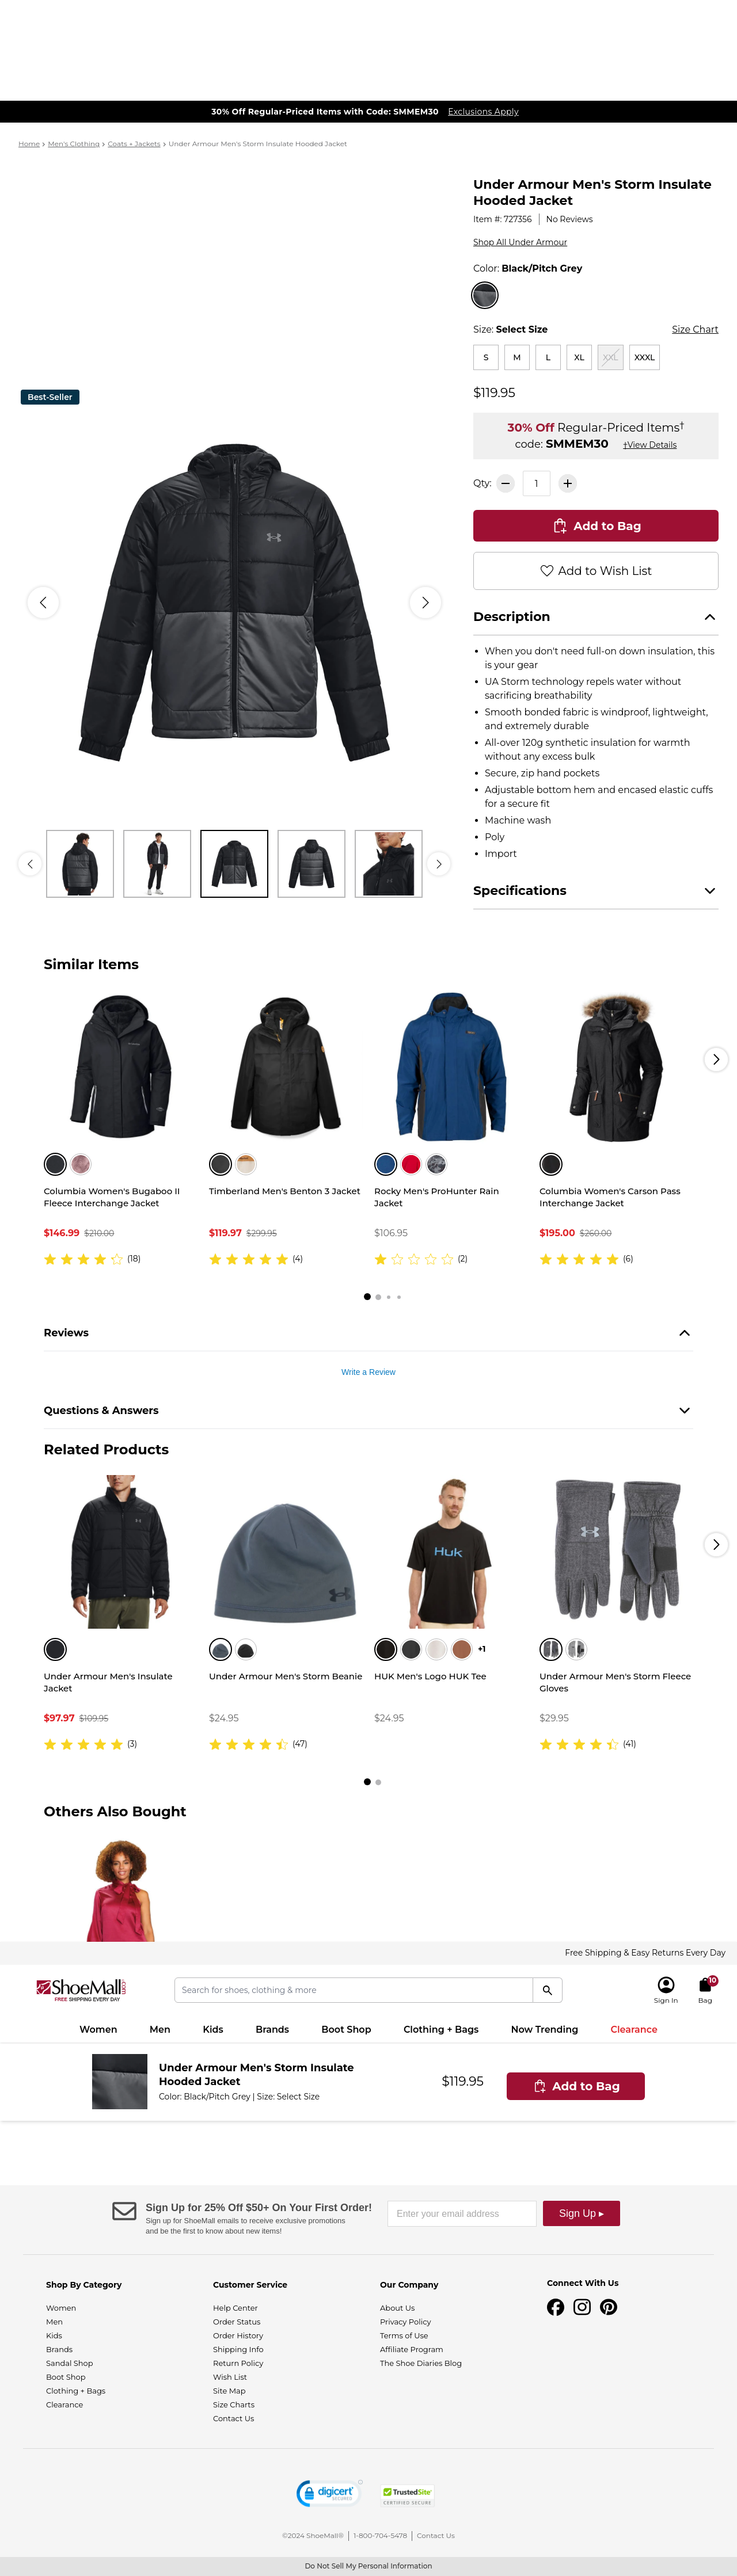 30% Off Regular-Priced Items with Code: SMMEM30 Exclusions Apply
Home > Men's Clothing > Coats + Jackets > Under Armour Men's Storm Insulate Hooded Jacket
Under Armour Men's Storm Insulate
Hooded Jacket
Item #: 727356 | No Reviews
Shop All Under Armour
Color: Black/Pitch Grey
Size: Select Size
Size Chart
S M L XL XXL XXXL
$119.95
30% Off Regular-Priced Items†
code: SMMEM30 †View Details
Qty: 1
Add to Bag
Add to Wish List
Best-Seller
Description
• When you don't need full-on down insulation, this
is your gear
• UA Storm technology repels water without
sacrificing breathability
• Smooth bonded fabric is windproof, lightweight,
and extremely durable
• All-over 120g synthetic insulation for warmth
without any excess bulk
• Secure, zip hand pockets
• Adjustable bottom hem and encased elastic cuffs
for a secure fit
• Machine wash
• Poly
• Import
Specifications
Similar Items
Columbia Women's Bugaboo II
Fleece Interchange Jacket
$146.99 $210.00
(18)
Timberland Men's Benton 3 Jacket
$119.97 $299.95
(4)
Rocky Men's ProHunter Rain
Jacket
$106.95
(2)
Columbia Women's Carson Pass
Interchange Jacket
$195.00 $260.00
(6)
Reviews
Write a Review
Questions & Answers
Related Products
Huk
Under Armour Men's Insulate
Jacket
$97.97 $109.95
(3)
Under Armour Men's Storm Beanie
$24.95
(47)
+1
HUK Men's Logo HUK Tee
$24.95
Under Armour Men's Storm Fleece
Gloves
$29.95
(41)
Others Also Bought
Free Shipping & Easy Returns Every Day
ShoeMall.com
FREE SHIPPING EVERY DAY
Search for shoes, clothing & more
Sign In
10
Bag
Women Men Kids Brands Boot Shop Clothing + Bags Now Trending Clearance
Under Armour Men's Storm Insulate
Hooded Jacket
Color: Black/Pitch Grey | Size: Select Size
$119.95
Add to Bag
Sign Up for 25% Off $50+ On Your First Order!
Sign up for ShoeMall emails to receive exclusive promotions
and be the first to know about new items!
Enter your email address
Sign Up ▸
Shop By Category
Women
Men
Kids
Brands
Sandal Shop
Boot Shop
Clothing + Bags
Clearance
Customer Service
Help Center
Order Status
Order History
Shipping Info
Return Policy
Wish List
Site Map
Size Charts
Contact Us
Our Company
About Us
Privacy Policy
Terms of Use
Affiliate Program
The Shoe Diaries Blog
Connect With Us
digicert
SECURED
TrustedSite
CERTIFIED SECURE
©2024 ShoeMall® | 1-800-704-5478 | Contact Us
Do Not Sell My Personal Information